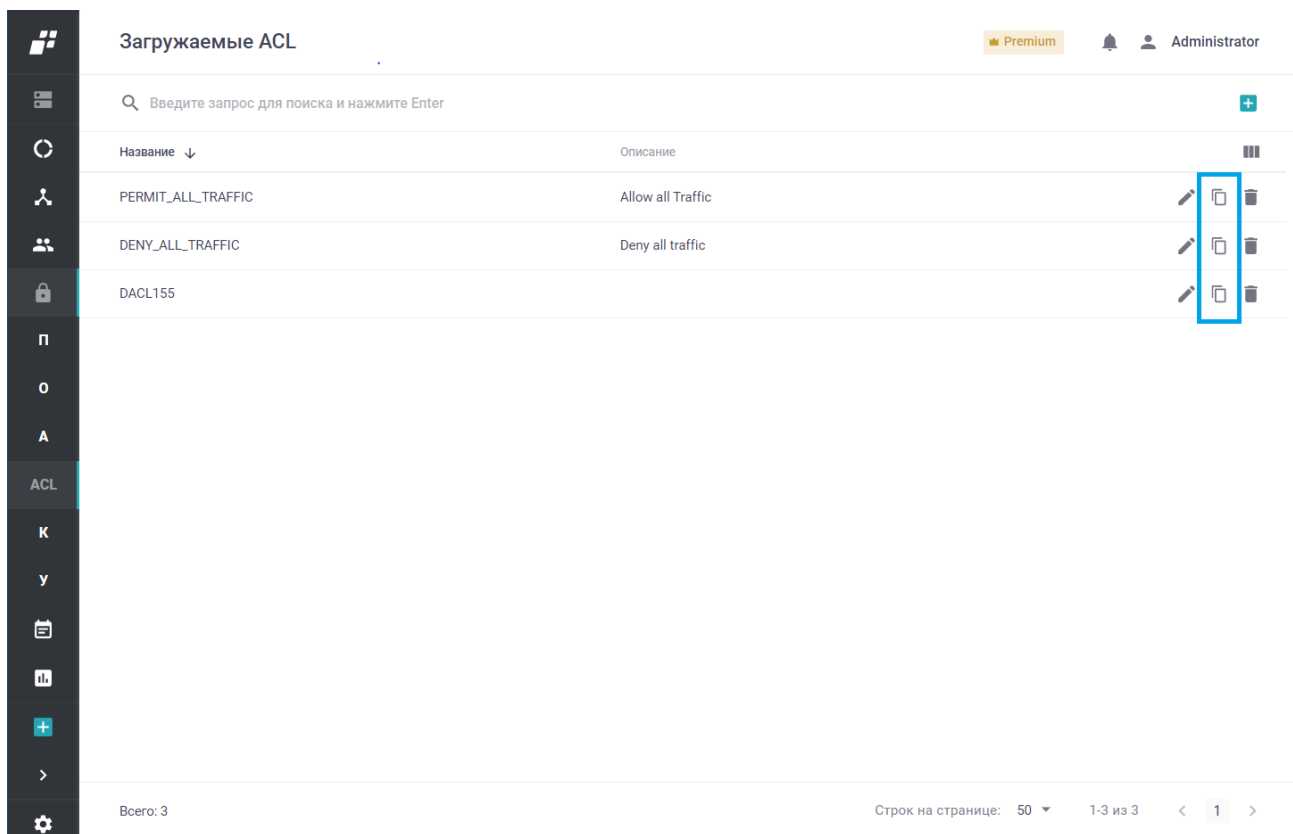 Загружаемые ACL
Premium
Administrator
Введите запрос для поиска и нажмите Enter
Название Описание
PERMIT_ALL_TRAFFIC Allow all Traffic
DENY_ALL_TRAFFIC Deny all traffic
DACL155
П
О
А
ACL
К
У
Всего: 3 Строк на странице: 50 1-3 из 3 1